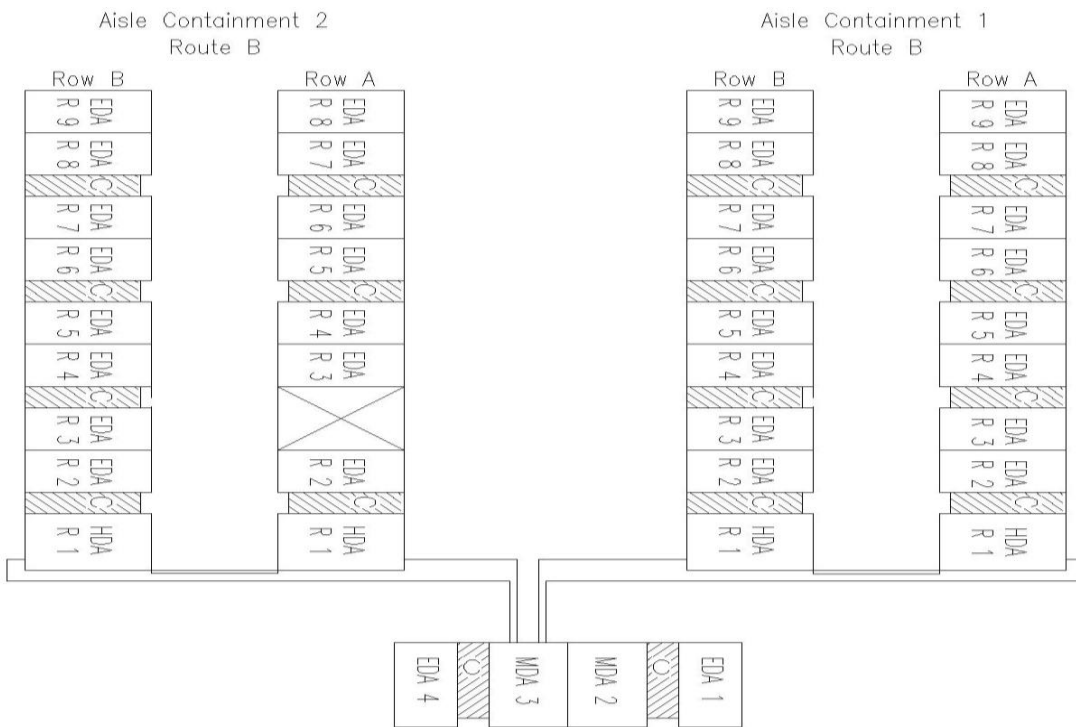 Aisle Containment 2
Route B
Aisle Containment 1
Route B
Row B
Row A
Row B
Row A
EDA
R 9
EDA
R 8
C
EDA
R 7
EDA
R 6
C
EDA
R 5
EDA
R 4
C
EDA
R 3
EDA
R 2
C
HDA
R 1
EDA
R 8
EDA
R 7
C
EDA
R 6
EDA
R 5
C
EDA
R 4
EDA
R 3
EDA
R 2
C
HDA
R 1
EDA
R 9
EDA
R 8
C
EDA
R 7
EDA
R 6
C
EDA
R 5
EDA
R 4
C
EDA
R 3
EDA
R 2
C
HDA
R 1
EDA
R 9
EDA
R 8
C
EDA
R 7
EDA
R 6
C
EDA
R 5
EDA
R 4
C
EDA
R 3
EDA
R 2
C
HDA
R 1
EDA 4
C
MDA 3
MDA 2
C
EDA 1